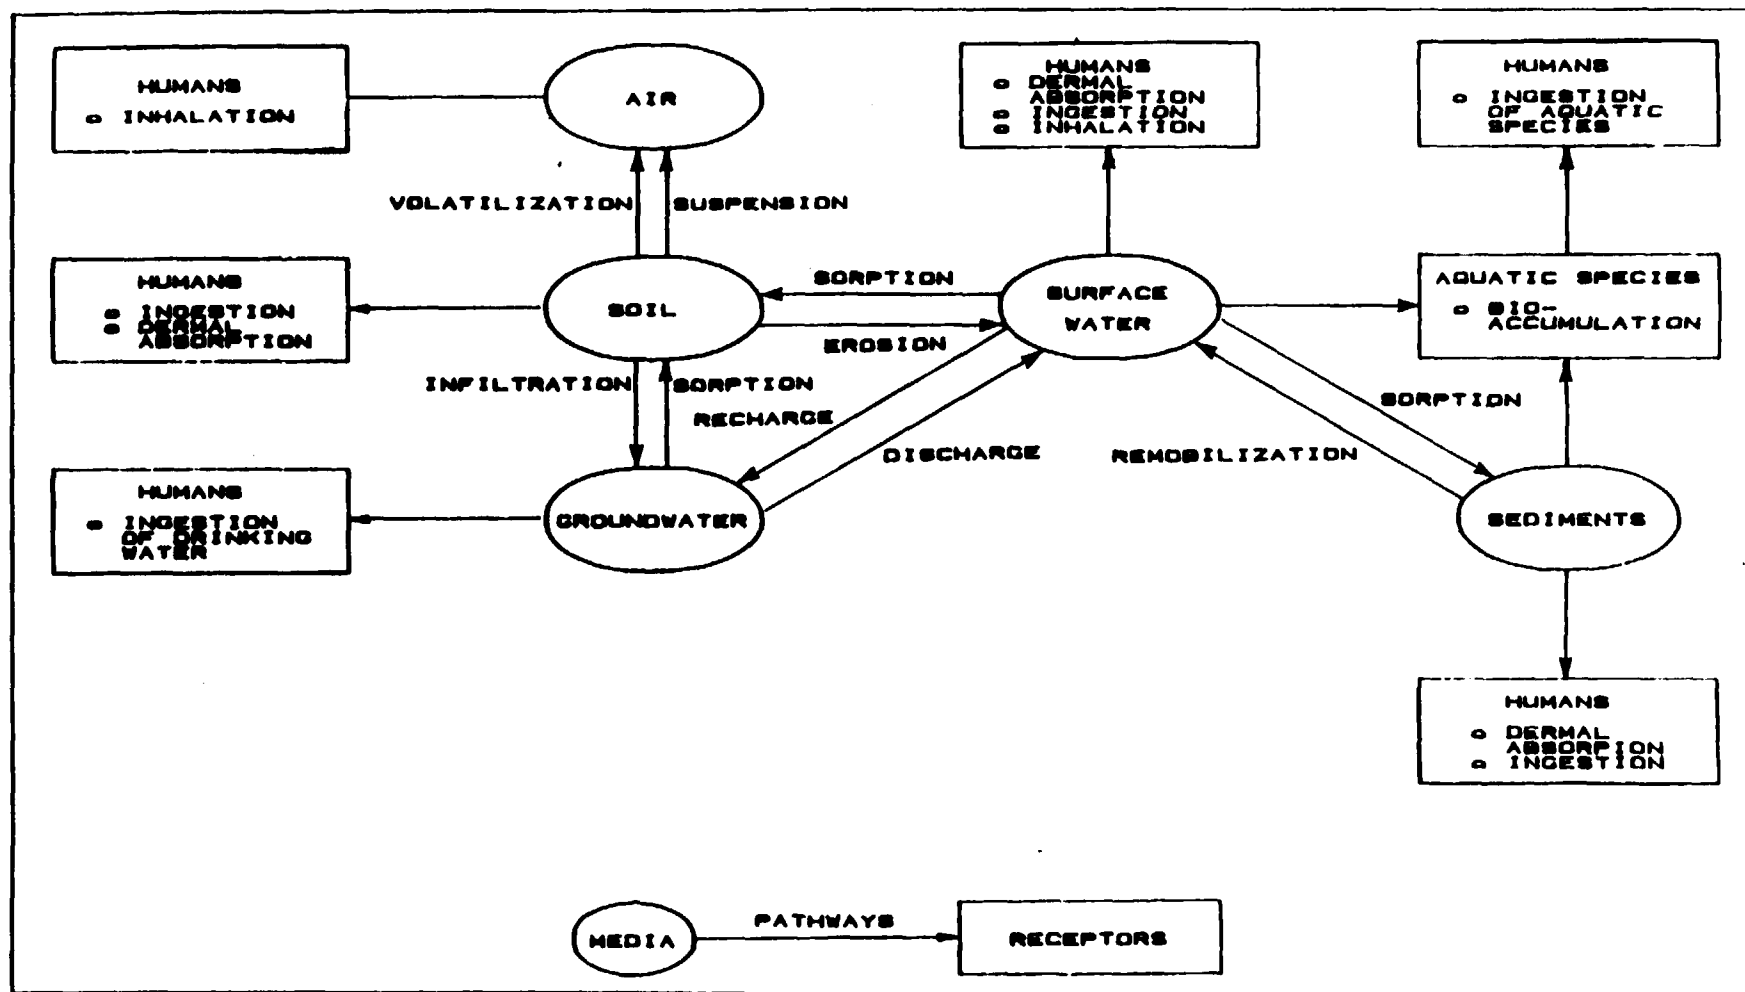 HUMANS
o INHALATION
AIR
HUMANS
o DERMAL
ABSORPTION
o INGESTION
o INHALATION
HUMANS
o INGESTION
OF AQUATIC
SPECIES
VOLATILIZATION
SUSPENSION
HUMANS
o INGESTION
o DERMAL
ABSORPTION
SOIL
SORPTION
EROSION
SURFACE
WATER
AQUATIC SPECIES
o BIO-
ACCUMULATION
INFILTRATION
SORPTION
RECHARGE
DISCHARGE
SORPTION
REMOBILIZATION
HUMANS
o INGESTION
OF DRINKING
WATER
GROUNDWATER
SEDIMENTS
HUMANS
o DERMAL
ABSORPION
o INGESTION
MEDIA
PATHWAYS
RECEPTORS